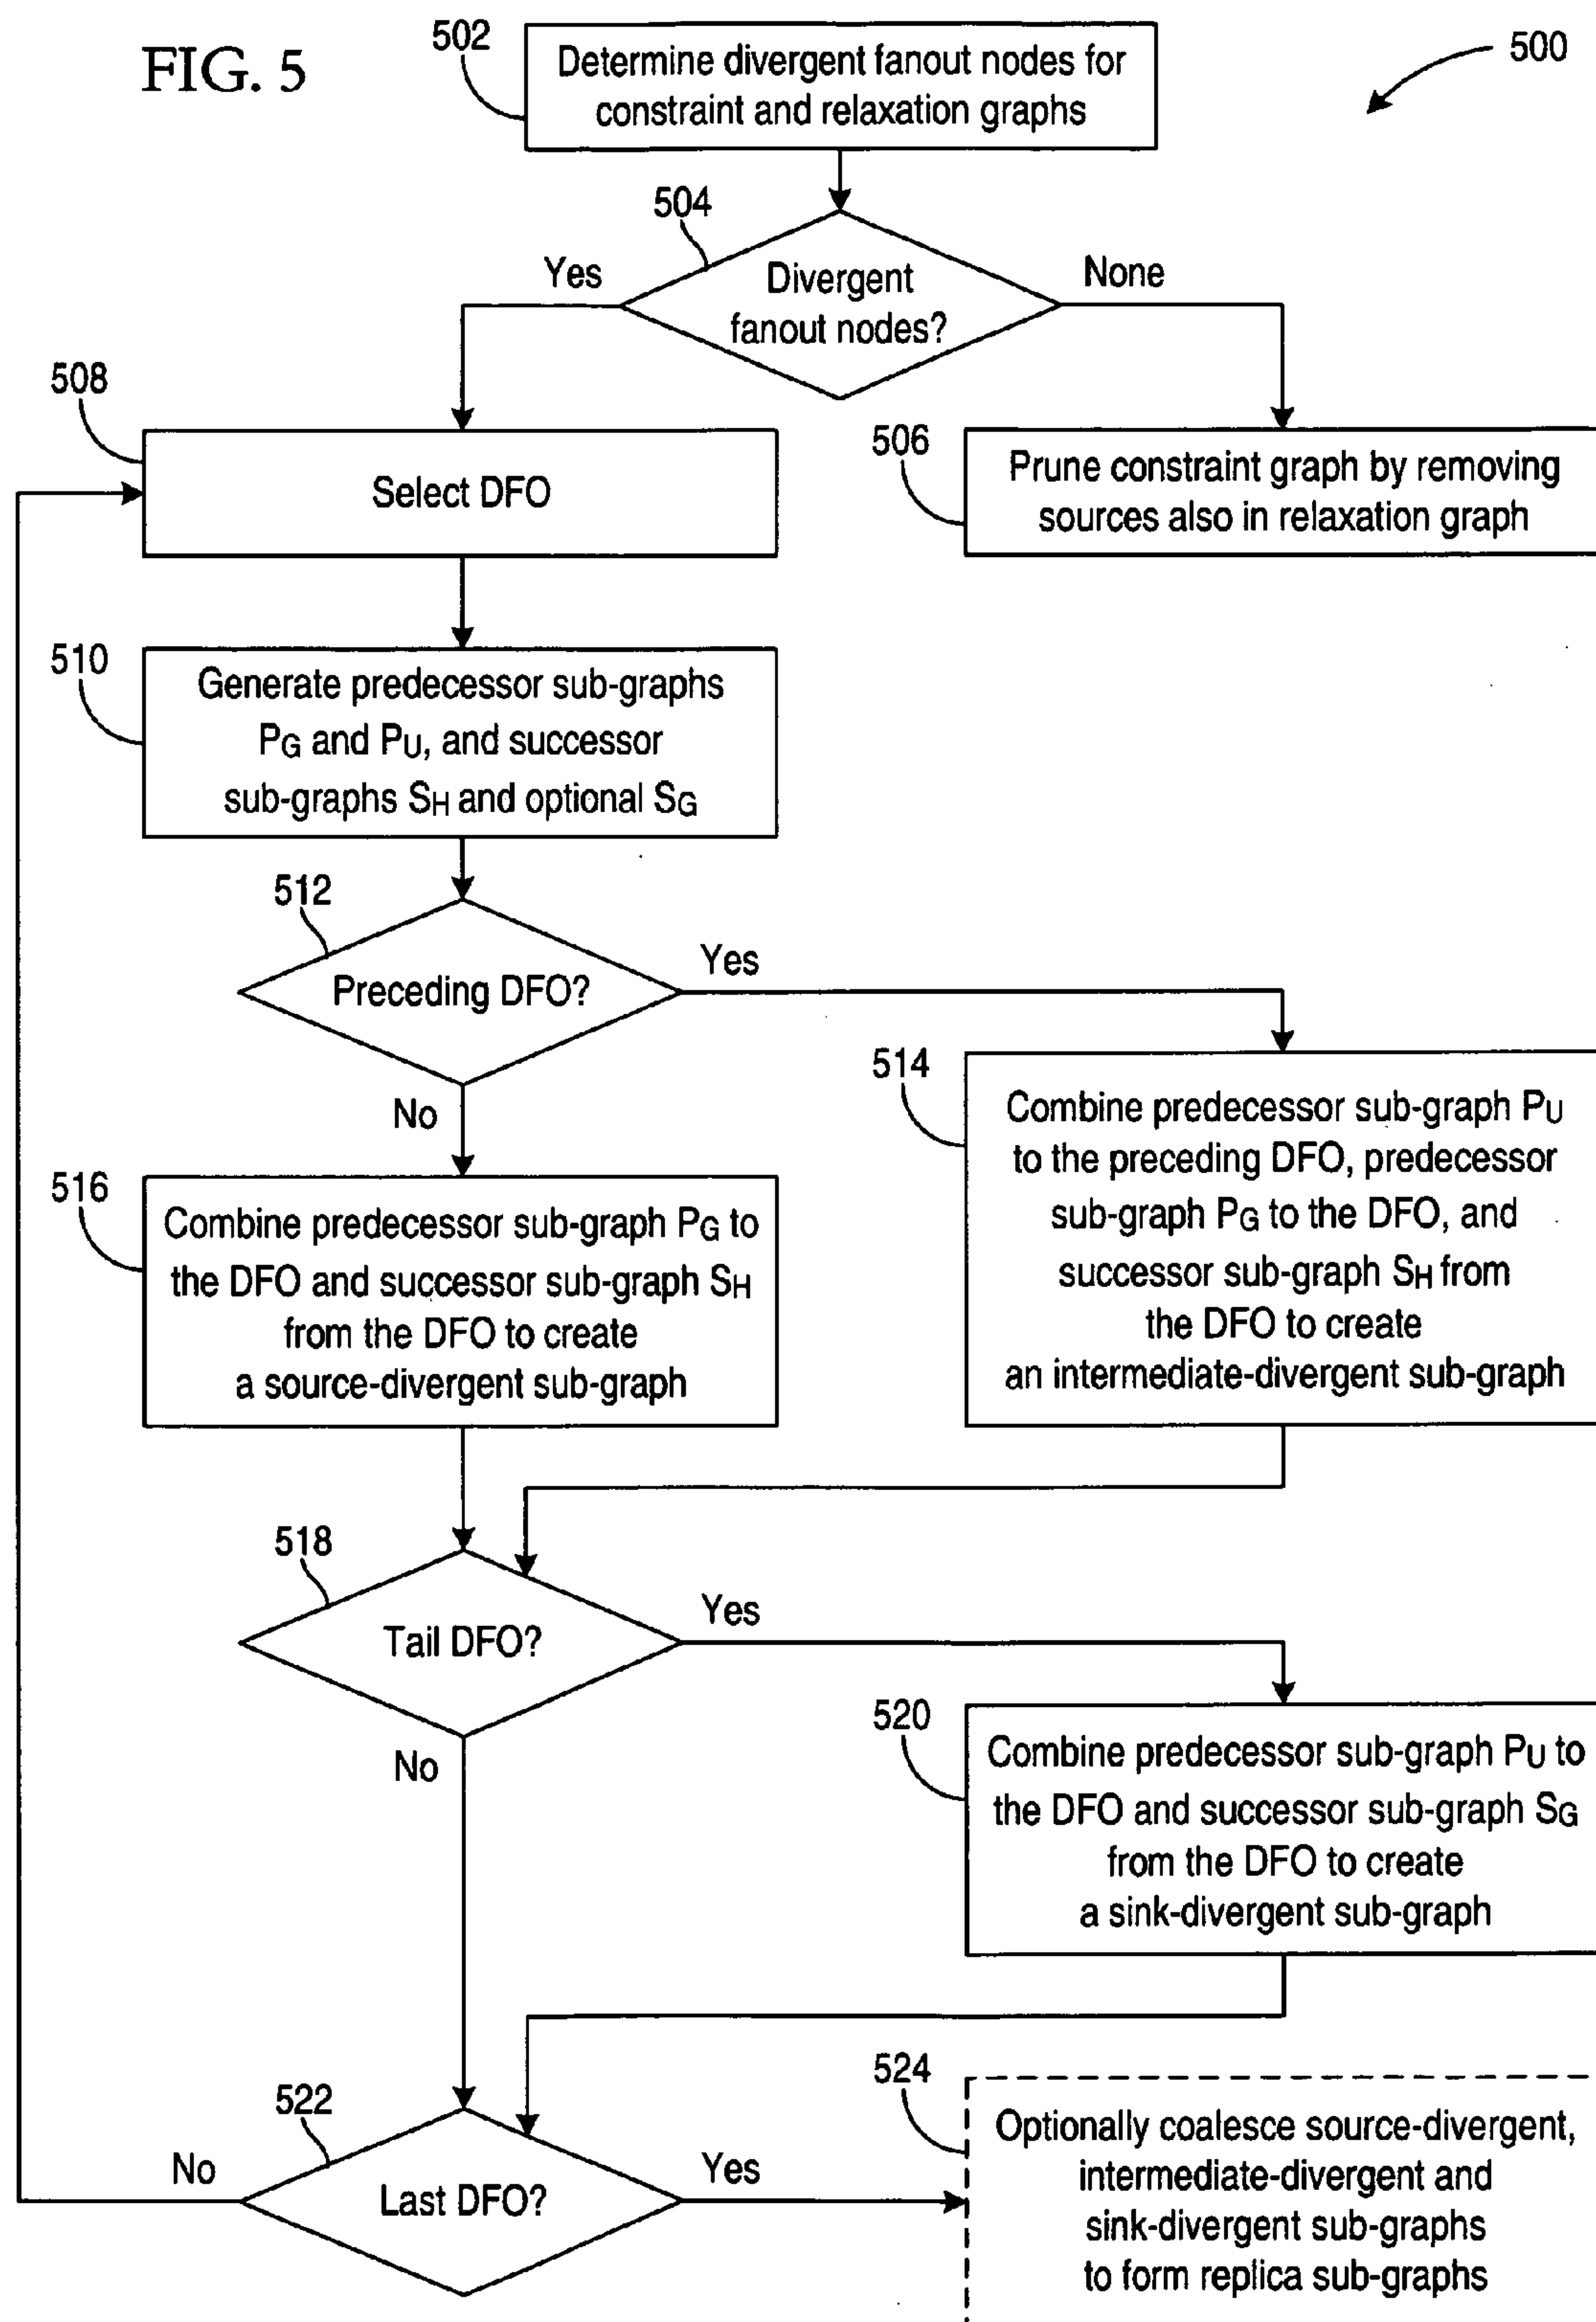 FIG. 5
500
502
Determine divergent fanout nodes for
constraint and relaxation graphs
504
Divergent
fanout nodes?
Yes
None
508
Select DFO
506
Prune constraint graph by removing
sources also in relaxation graph
510
Generate predecessor sub-graphs
PG and PU, and successor
sub-graphs SH and optional SG
512
Preceding DFO?
Yes
No
514
Combine predecessor sub-graph PU
to the preceding DFO, predecessor
sub-graph PG to the DFO, and
successor sub-graph SH from
the DFO to create
an intermediate-divergent sub-graph
516
Combine predecessor sub-graph PG to
the DFO and successor sub-graph SH
from the DFO to create
a source-divergent sub-graph
518
Tail DFO?
Yes
No
520
Combine predecessor sub-graph PU to
the DFO and successor sub-graph SG
from the DFO to create
a sink-divergent sub-graph
522
Last DFO?
No
Yes
524
Optionally coalesce source-divergent,
intermediate-divergent and
sink-divergent sub-graphs
to form replica sub-graphs